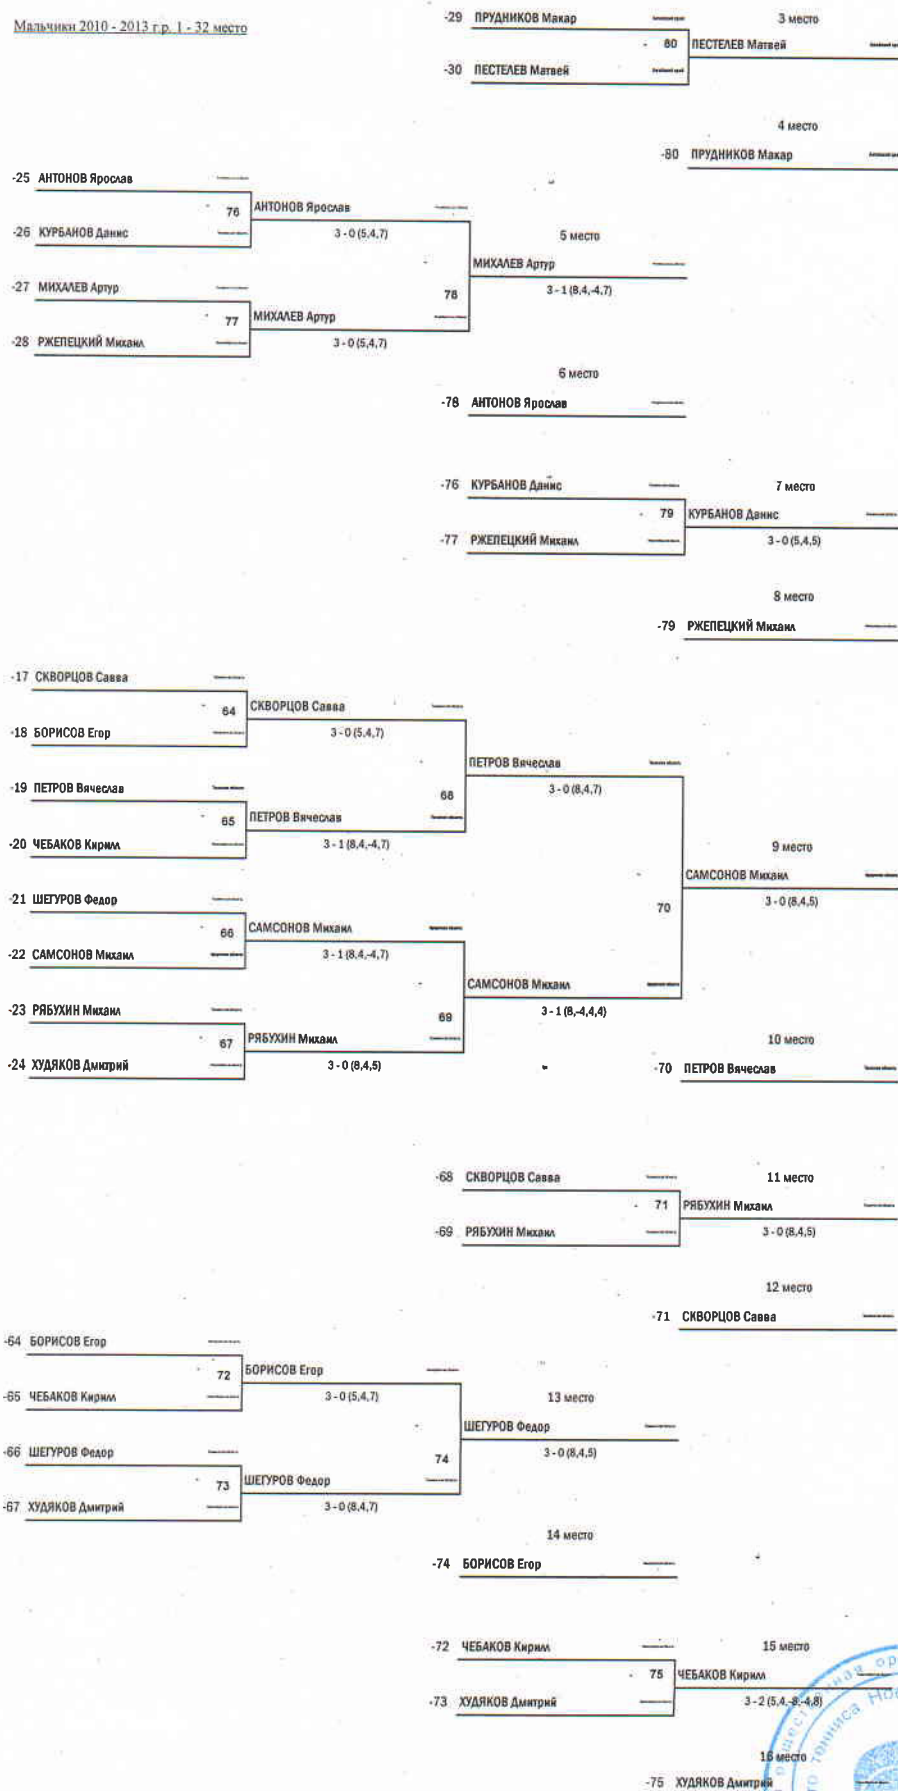 Мальчики 2010 - 2013 г.р. 1 - 32 место
-29 ПРУДНИКОВ Макар
3 место
80 ПЕСТЕЛЕВ Матвей
-30 ПЕСТЕЛЕВ Матвей
4 место
-80 ПРУДНИКОВ Макар
-25 АНТОНОВ Ярослав
76 АНТОНОВ Ярослав
-26 КУРБАНОВ Данис
3 - 0 (5,4,7)
5 место
МИХАЛЕВ Артур
-27 МИХАЛЕВ Артур
78
3 - 1 (8,4,-4,7)
77 МИХАЛЕВ Артур
-28 РЖЕПЕЦКИЙ Михаил
3 - 0 (5,4,7)
6 место
-78 АНТОНОВ Ярослав
-76 КУРБАНОВ Данис
7 место
79 КУРБАНОВ Данис
-77 РЖЕПЕЦКИЙ Михаил
3 - 0 (5,4,5)
8 место
-79 РЖЕПЕЦКИЙ Михаил
-17 СКВОРЦОВ Савва
64 СКВОРЦОВ Савва
-18 БОРИСОВ Егор
3 - 0 (5,4,7)
ПЕТРОВ Вячеслав
-19 ПЕТРОВ Вячеслав
68
3 - 0 (8,4,7)
65 ПЕТРОВ Вячеслав
-20 ЧЕБАКОВ Кирилл
3 - 1 (8,4,-4,7)
9 место
САМСОНОВ Михаил
-21 ШЕГУРОВ Федор
70
3 - 0 (8,4,5)
66 САМСОНОВ Михаил
-22 САМСОНОВ Михаил
3 - 1 (8,4,-4,7)
САМСОНОВ Михаил
-23 РЯБУХИН Михаил
69
3 - 1 (8,-4,4,4)
67 РЯБУХИН Михаил
10 место
-24 ХУДЯКОВ Дмитрий
3 - 0 (8,4,5)
-70 ПЕТРОВ Вячеслав
-68 СКВОРЦОВ Савва
11 место
71 РЯБУХИН Михаил
-69 РЯБУХИН Михаил
3 - 0 (8,4,5)
12 место
-71 СКВОРЦОВ Савва
-64 БОРИСОВ Егор
72 БОРИСОВ Егор
-65 ЧЕБАКОВ Кирилл
3 - 0 (5,4,7)
13 место
ШЕГУРОВ Федор
-66 ШЕГУРОВ Федор
74
3 - 0 (8,4,5)
73 ШЕГУРОВ Федор
-67 ХУДЯКОВ Дмитрий
3 - 0 (8,4,7)
14 место
-74 БОРИСОВ Егор
-72 ЧЕБАКОВ Кирилл
15 место
75 ЧЕБАКОВ Кирилл
-73 ХУДЯКОВ Дмитрий
3 - 2 (5,4,-8,-4,8)
16 место
-75 ХУДЯКОВ Дмитрий